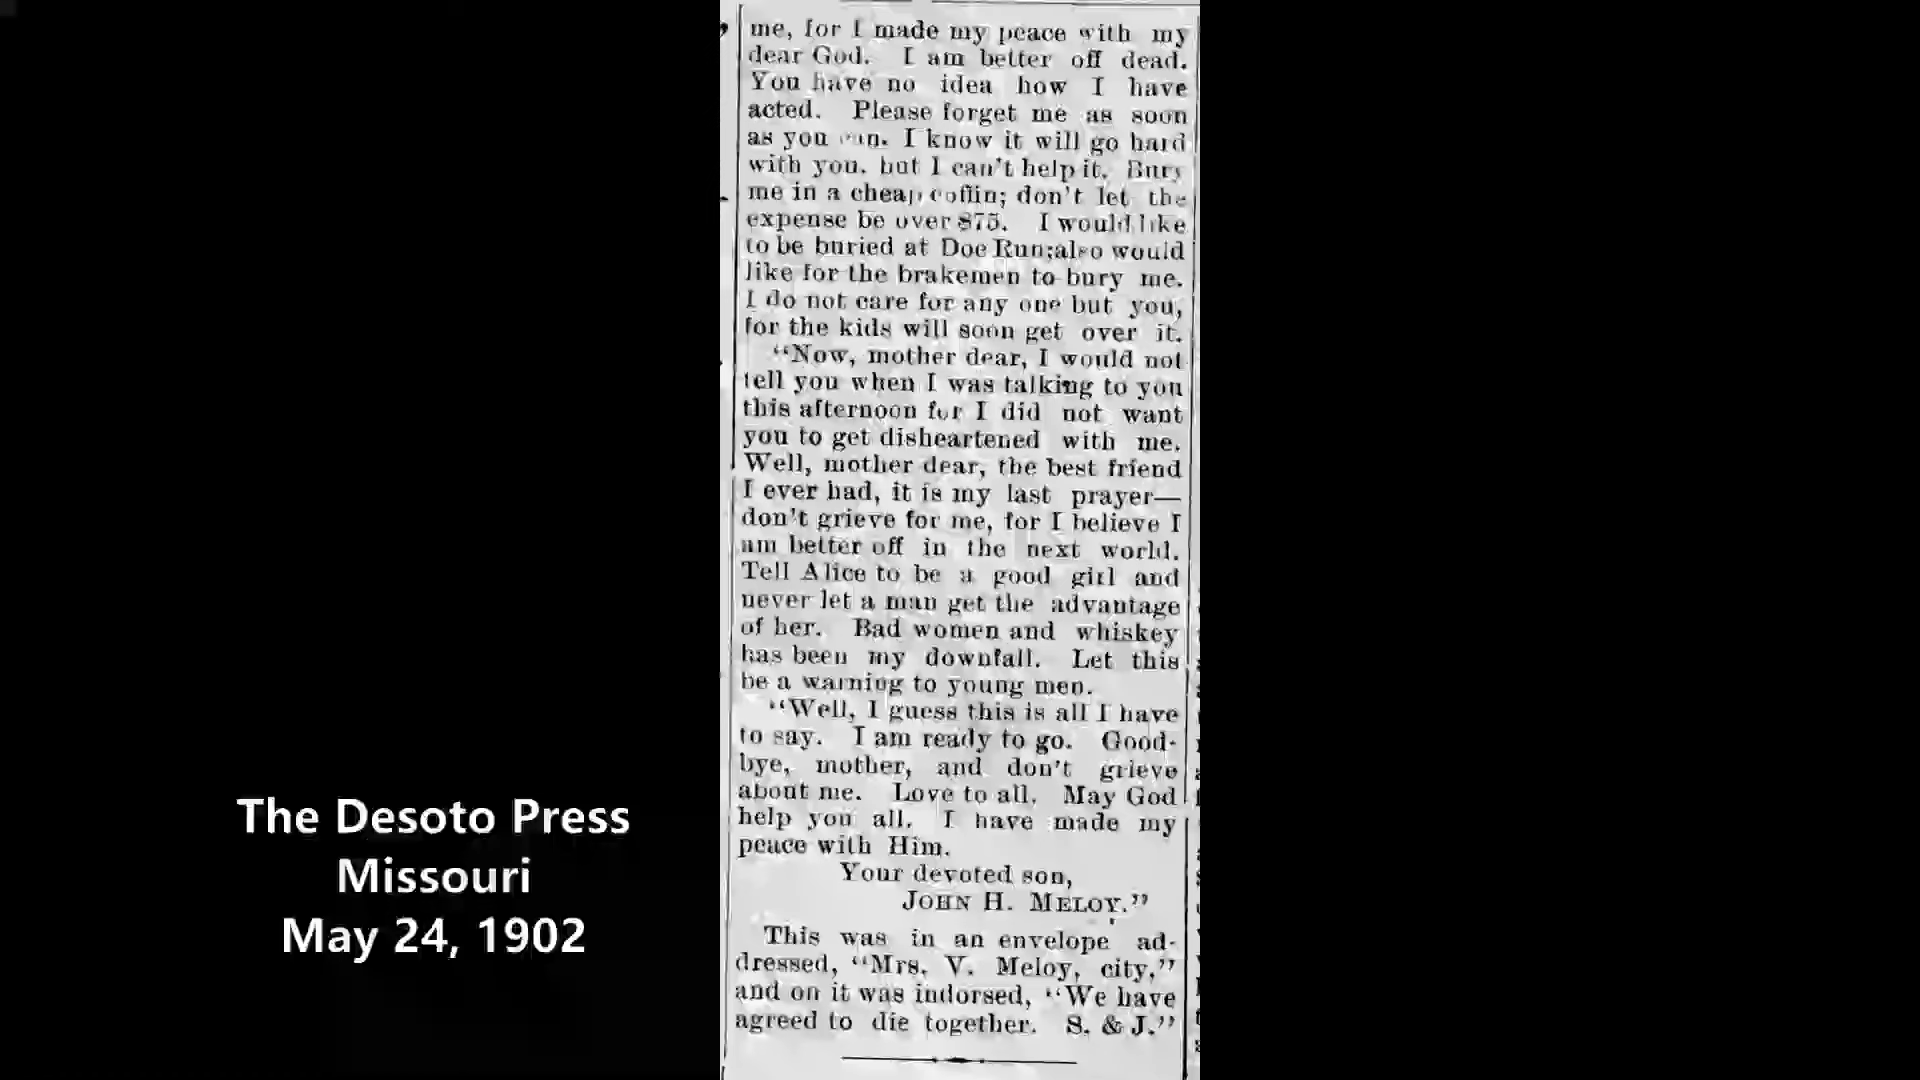 me, for I made my peace with my
dear God. I am better off dead.
You have no idea how I have
acted. Please forget me as soon
as you can. I know it will go hard
with you, but I can't help it. Bury
me in a cheap coffin; don't let the
expense be over $75. I would like
to be buried at Doe Run;also would
like for the brakemen to bury me.
I do not care for any one but you,
for the kids will soon get over it.
"Now, mother dear, I would not
tell you when I was talking to you
this afternoon for I did not want
you to get disheartened with me.
Well, mother dear, the best friend
I ever had, it is my last prayer—
don't grieve for me, for I believe I
am better off in the next world.
Tell Alice to be a good girl and
never let a man get the advantage
of her. Bad women and whiskey
has been my downfall. Let this
be a warning to young men.
"Well, I guess this is all I have
to say. I am ready to go. Good-
bye, mother, and don't grieve
about me. Love to all. May God
help you all. I have made my
peace with Him.
Your devoted son,
JOHN H. MELOY."
This was in an envelope ad-
dressed, "Mrs. V. Meloy, city,"
and on it was indorsed, "We have
agreed to die together. S. & J."
The Desoto Press
Missouri
May 24, 1902